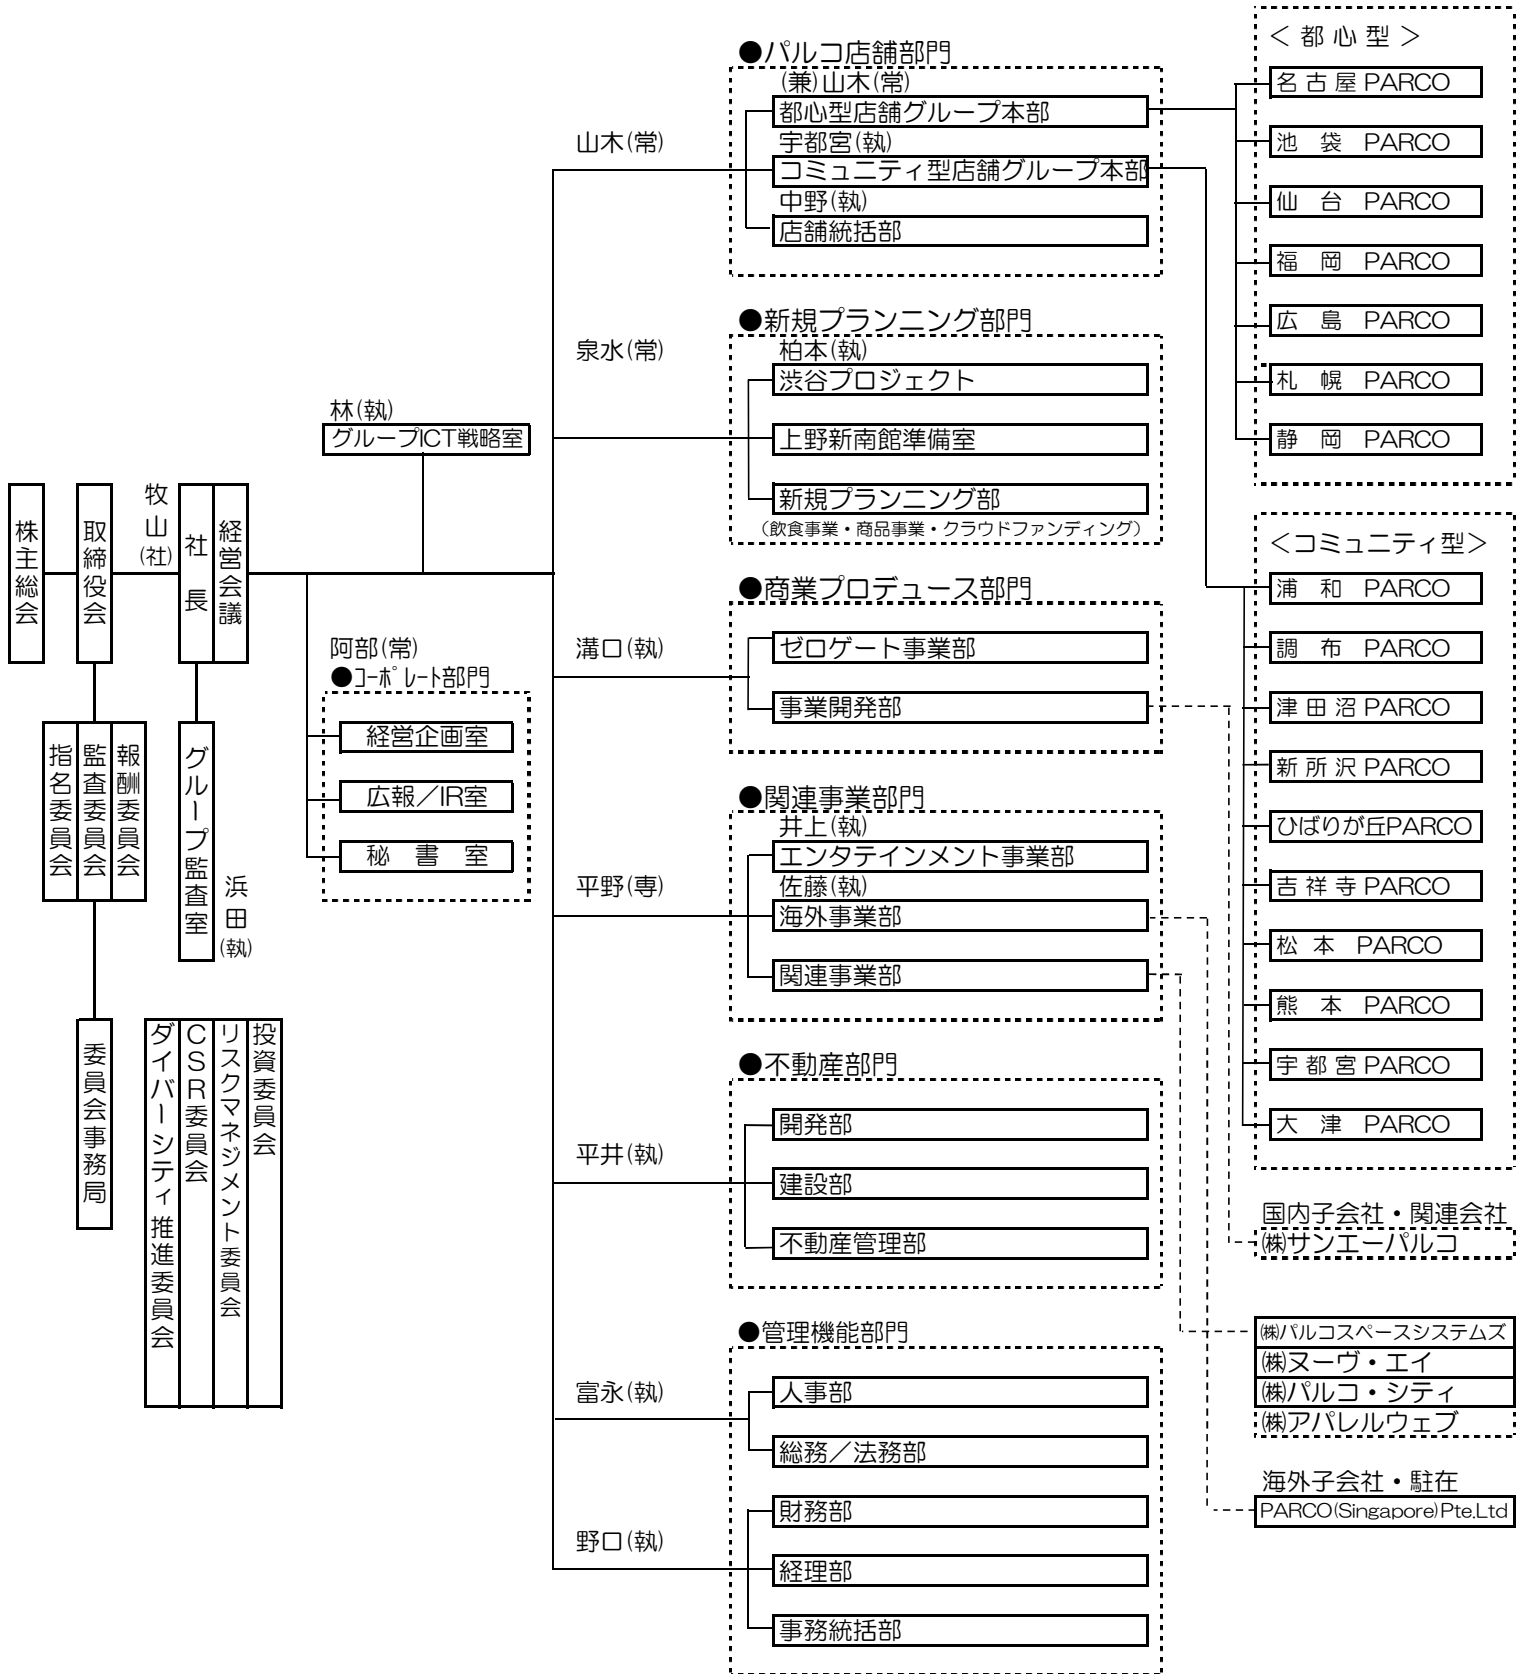 株主総会
取締役会
牧山(社)
社長
経営会議
指名委員会
監査委員会
報酬委員会
グループ監査室
浜田(執)
委員会事務局
ダイバーシティ推進委員会
CSR委員会
リスクマネジメント委員会
投資委員会
林(執)
グループICT戦略室
阿部(常)
●ｺｰﾎﾟﾚｰﾄ部門
経営企画室
広報／IR室
秘書室
山木(常)
●パルコ店舗部門
(兼)山木(常)
都心型店舗グループ本部
宇都宮(執)
コミュニティ型店舗グループ本部
中野(執)
店舗統括部
泉水(常)
●新規プランニング部門
柏本(執)
渋谷プロジェクト
上野新南館準備室
新規プランニング部
(飲食事業・商品事業・クラウドファンディング)
溝口(執)
●商業プロデュース部門
ゼロゲート事業部
事業開発部
平野(専)
●関連事業部門
井上(執)
エンタテインメント事業部
佐藤(執)
海外事業部
関連事業部
平井(執)
●不動産部門
開発部
建設部
不動産管理部
●管理機能部門
富永(執)
人事部
総務／法務部
野口(執)
財務部
経理部
事務統括部
＜都心型＞
名古屋 PARCO
池袋 PARCO
仙台 PARCO
福岡 PARCO
広島 PARCO
札幌 PARCO
静岡 PARCO
＜コミュニティ型＞
浦和 PARCO
調布 PARCO
津田沼 PARCO
新所沢 PARCO
ひばりが丘PARCO
吉祥寺 PARCO
松本 PARCO
熊本 PARCO
宇都宮 PARCO
大津 PARCO
国内子会社・関連会社
㈱サンエーパルコ
㈱パルコスペースシステムズ
㈱ヌーヴ・エイ
㈱パルコ・シティ
㈱アパレルウェブ
海外子会社・駐在
PARCO(Singapore)Pte.Ltd